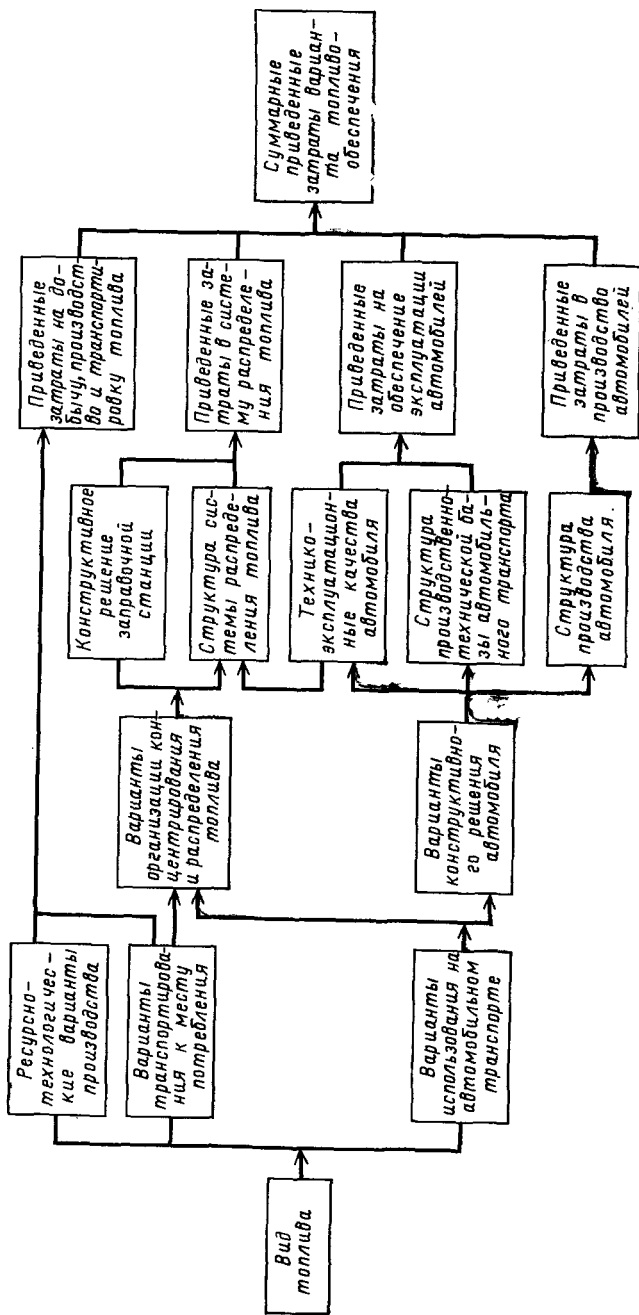 Вид
топлива
Ресурсно-
технологичес-
кие варианты
производства
Варианты
транспортирова-
ния к месту
потребления
Варианты
использования на
автомобильном
транспорте
Варианты
организации кон-
центрирования
и распределения
топлива
Варианты
конструктивно-
го решения
автомобиля
Конструктивное
решение
заправочной
станции
Структура сис-
темы распреде-
ления топлива
Технико-
эксплуатацион-
ные качества
автомобиля
Структура
производственно-
технической ба-
зы автомобиль-
ного транспорта
Структура
производства
автомобиля.
Приведенные
затраты на до-
бычу, производст-
во и транспорти-
ровку топлива
Приведенные за-
траты в систе-
му распределе-
ния топлива
Приведенные
затраты на
обеспечение
эксплуатации
автомобилей
Приведенные
затраты в
производство
автомобилей
Суммарные
приведенные
затраты вариан-
та топливо-
обеспечения